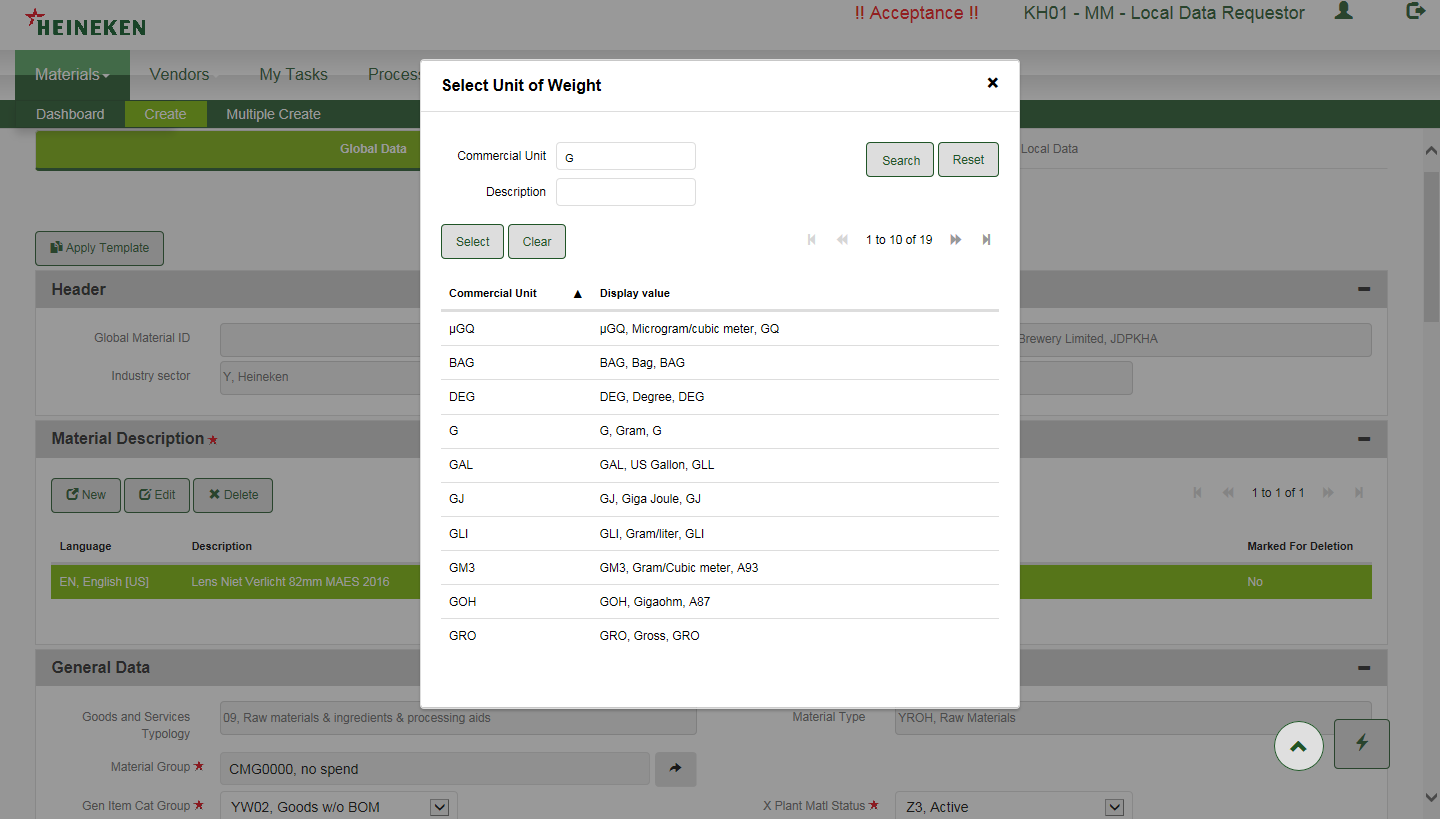 HEINEKEN
!! Acceptance !! KH01 - MM - Local Data Requestor
Materials Vendors My Tasks Process
Dashboard Create Multiple Create
Global Data Local Data
Select Unit of Weight
Commercial Unit G Search Reset
Description
Select Clear 1 to 10 of 19
Commercial Unit ▲ Display value
µGQ µGQ, Microgram/cubic meter, GQ
BAG BAG, Bag, BAG
DEG DEG, Degree, DEG
G G, Gram, G
GAL GAL, US Gallon, GLL
GJ GJ, Giga Joule, GJ
GLI GLI, Gram/liter, GLI
GM3 GM3, Gram/Cubic meter, A93
GOH GOH, Gigaohm, A87
GRO GRO, Gross, GRO
Apply Template
Header
Global Material ID Brewery Limited, JDPKHA
Industry sector Y, Heineken
Material Description
New Edit Delete 1 to 1 of 1
Language Description Marked For Deletion
EN, English [US] Lens Niet Verlicht 82mm MAES 2016 No
General Data
Goods and Services Typology 09, Raw materials & ingredients & processing aids Material Type YROH, Raw Materials
Material Group CMG0000, no spend
Gen Item Cat Group YW02, Goods w/o BOM X Plant Matl Status Z3, Active